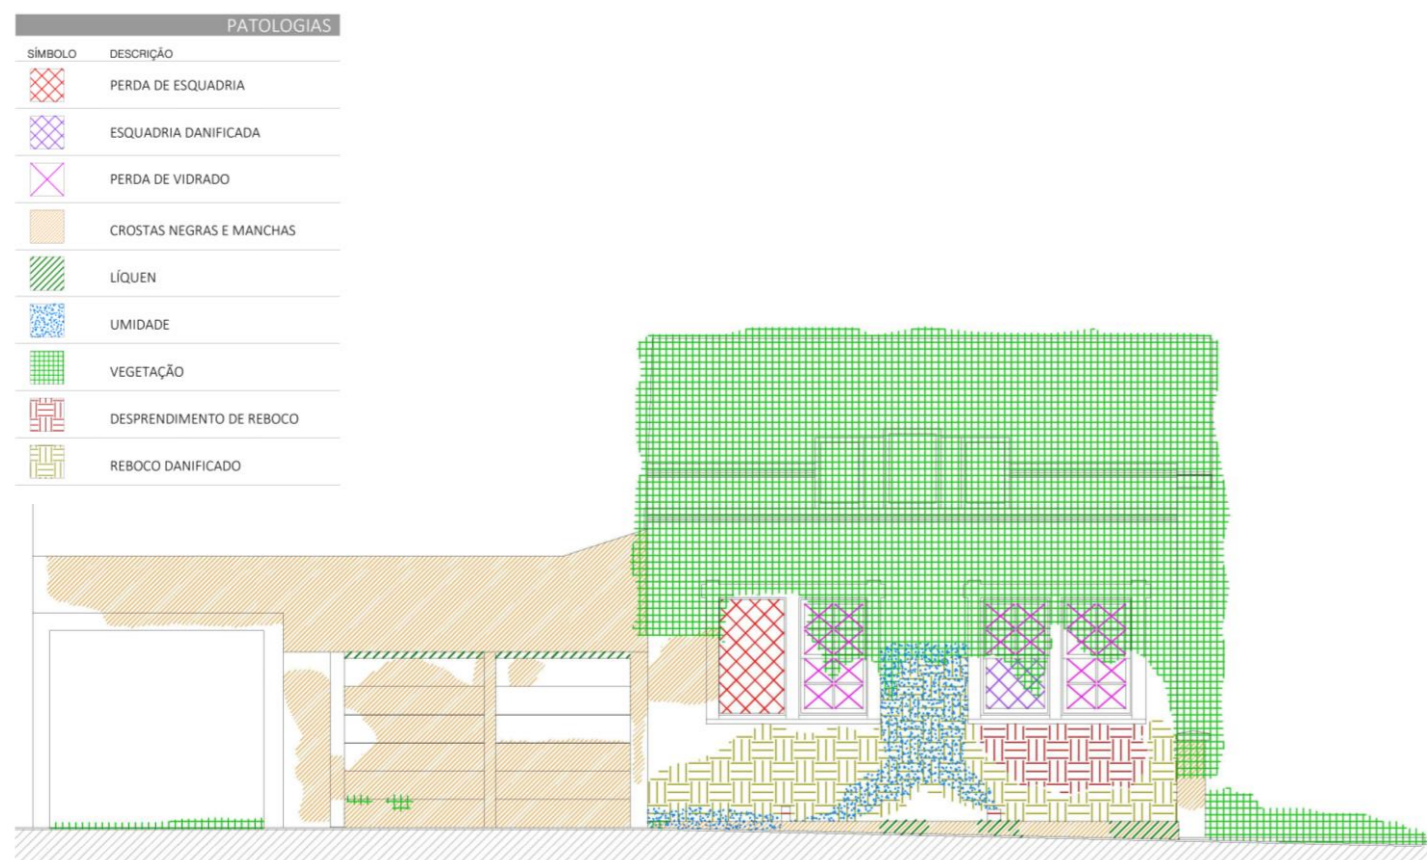 PATOLOGIAS
SÍMBOLO DESCRIÇÃO
PERDA DE ESQUADRIA
ESQUADRIA DANIFICADA
PERDA DE VIDRADO
CROSTAS NEGRAS E MANCHAS
LÍQUEN
UMIDADE
VEGETAÇÃO
DESPRENDIMENTO DE REBOCO
REBOCO DANIFICADO